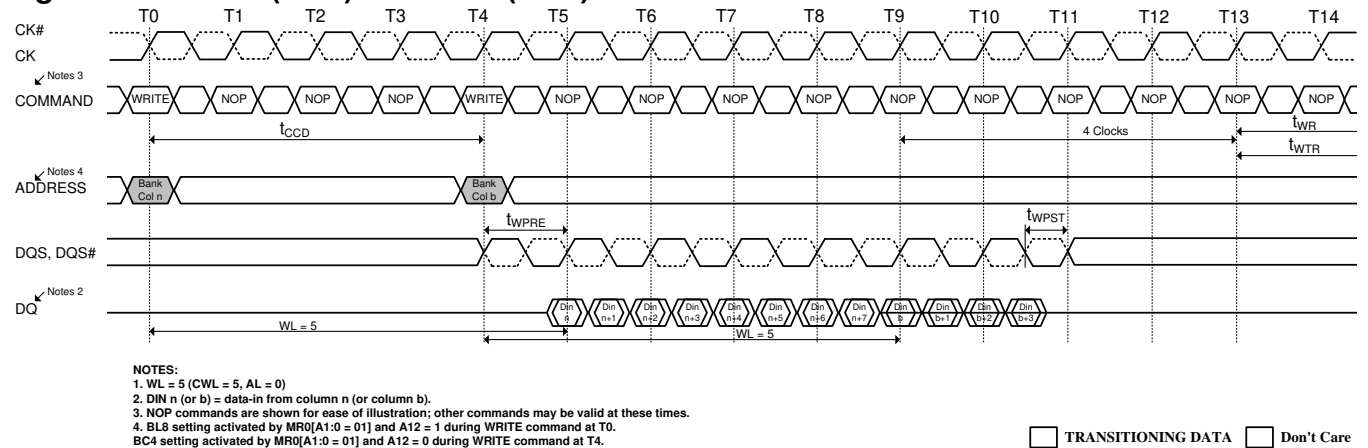 T0 T1 T2 T3 T4 T5 T6 T7 T8 T9 T10 T11 T12 T13 T14
CK#
CK
Notes 3
COMMAND WRITE NOP NOP NOP WRITE NOP NOP NOP NOP NOP NOP NOP NOP NOP NOP
tCCD 4 Clocks tWR
tWTR
Notes 4
ADDRESS
Bank Col n
Bank Col b
tWPRE tWPST
DQS, DQS#
Notes 2
DQ
Din n Din n+1 Din n+2 Din n+3 Din n+4 Din n+5 Din n+6 Din n+7 Din b Din b+1 Din b+2 Din b+3
WL = 5
WL = 5
NOTES:
1. WL = 5 (CWL = 5, AL = 0)
2. DIN n (or b) = data-in from column n (or column b).
3. NOP commands are shown for ease of illustration; other commands may be valid at these times.
4. BL8 setting activated by MR0[A1:0 = 01] and A12 = 1 during WRITE command at T0.
BC4 setting activated by MR0[A1:0 = 01] and A12 = 0 during WRITE command at T4.
TRANSITIONING DATA Don't Care